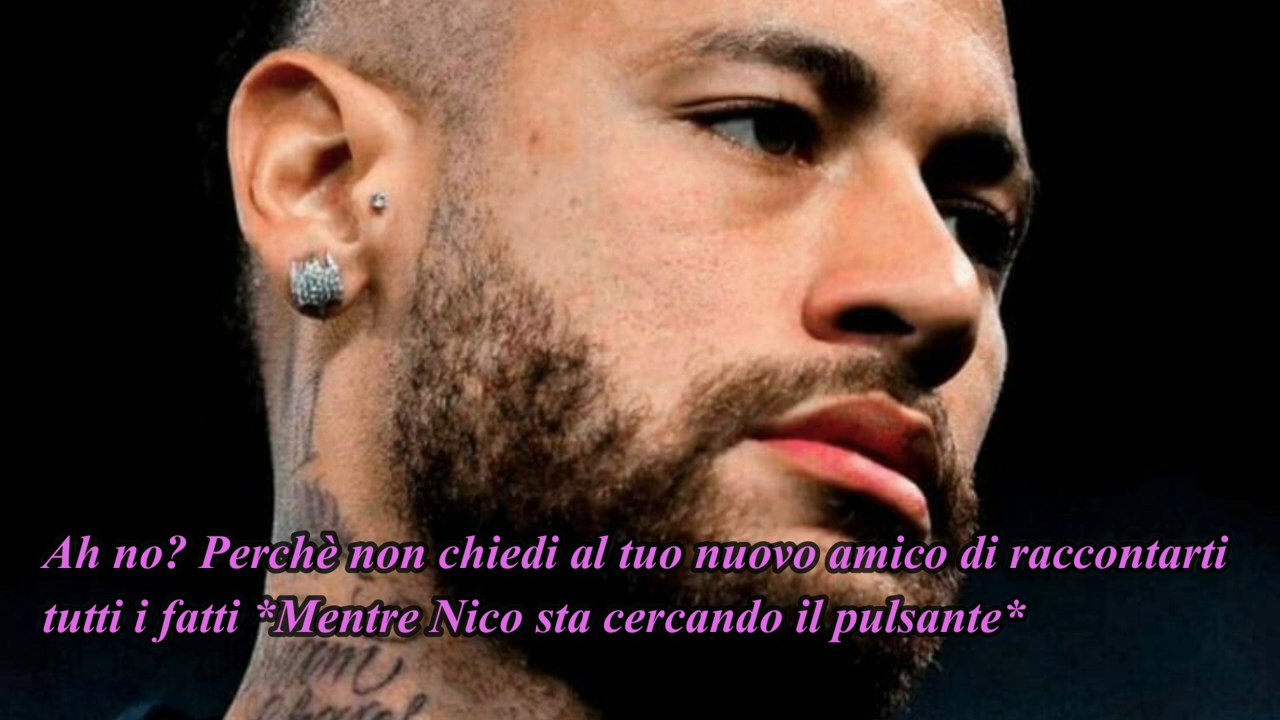 Ah no? Perchè non chiedi al tuo nuovo amico di raccontarti
tutti i fatti *Mentre Nico sta cercando il pulsante*